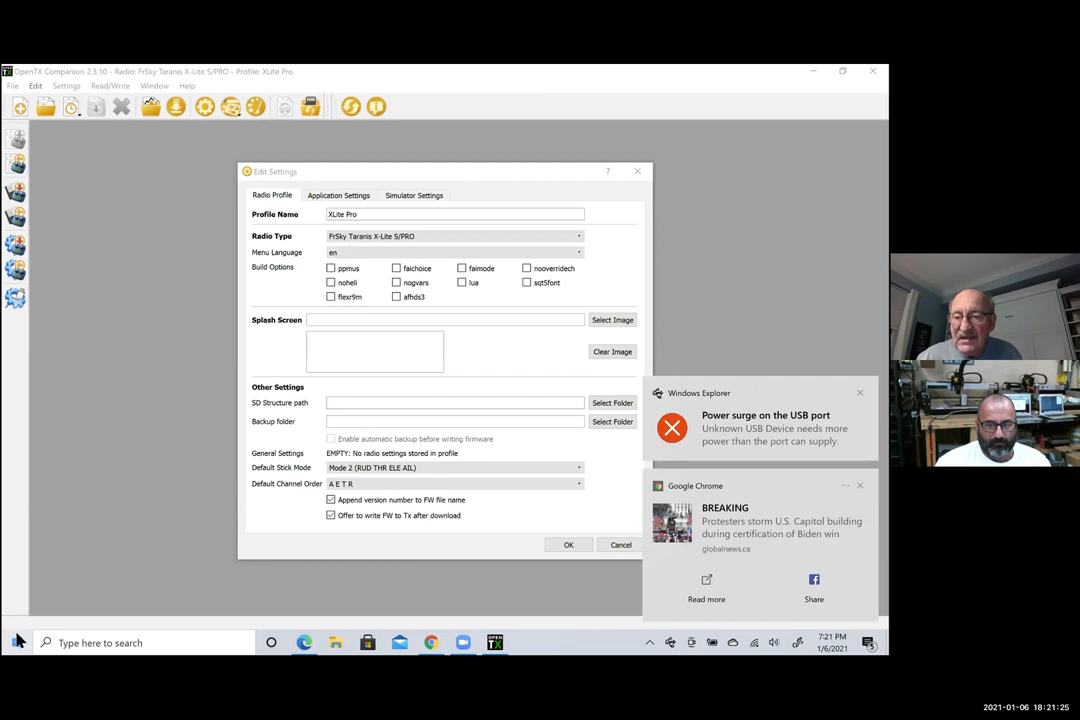 OpenTX Companion 2.3.10 - Radio: FrSky Taranis X-Lite S/PRO - Profile: XLite Pro
File Edit Settings Read/Write Window Help
Edit Settings
?
Radio Profile Application Settings Simulator Settings
Profile Name XLite Pro
Radio Type FrSky Taranis X-Lite S/PRO
Menu Language en
Build Options ppmus faichoice faimode nooverridech
noheli nogvars lua sqt5font
flexr9m afhds3
Splash Screen Select Image
Clear Image
Other Settings
SD Structure path Select Folder
Backup folder Select Folder
Enable automatic backup before writing firmware
General Settings EMPTY: No radio settings stored in profile
Default Stick Mode Mode 2 (RUD THR ELE AIL)
Default Channel Order A E T R
Append version number to FW file name
Offer to write FW to Tx after download
OK Cancel
Windows Explorer
Power surge on the USB port
Unknown USB Device needs more
power than the port can supply.
Google Chrome
BREAKING
Protesters storm U.S. Capitol building
during certification of Biden win
globalnews.ca
Read more Share
Type here to search
OPEN
TX
7:21 PM
1/6/2021
5
2021-01-06 18:21:25